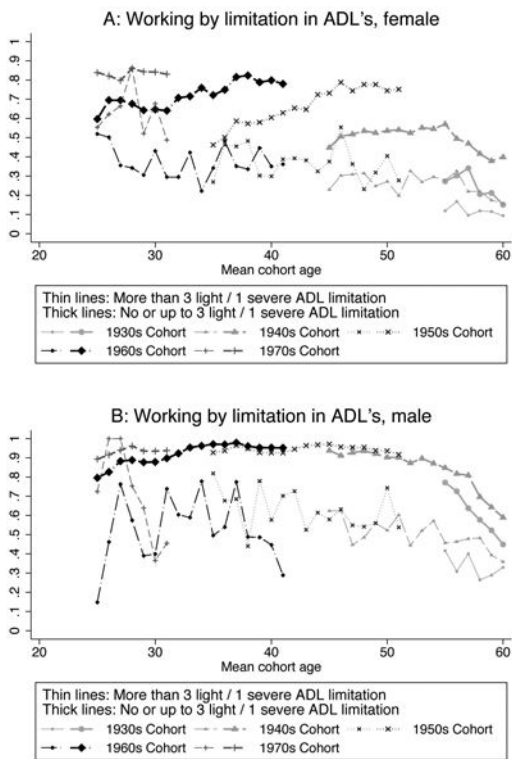 A: Working by limitation in ADL's, female
1
.9
.8
.7
.6
.5
.4
.3
.2
.1
0
20 30 40 50 60
Mean cohort age
Thin lines: More than 3 light / 1 severe ADL limitation
Thick lines: No or up to 3 light / 1 severe ADL limitation
1930s Cohort 1940s Cohort 1950s Cohort
1960s Cohort 1970s Cohort
B: Working by limitation in ADL's, male
1
.9
.8
.7
.6
.5
.4
.3
.2
.1
0
20 30 40 50 60
Mean cohort age
Thin lines: More than 3 light / 1 severe ADL limitation
Thick lines: No or up to 3 light / 1 severe ADL limitation
1930s Cohort 1940s Cohort 1950s Cohort
1960s Cohort 1970s Cohort